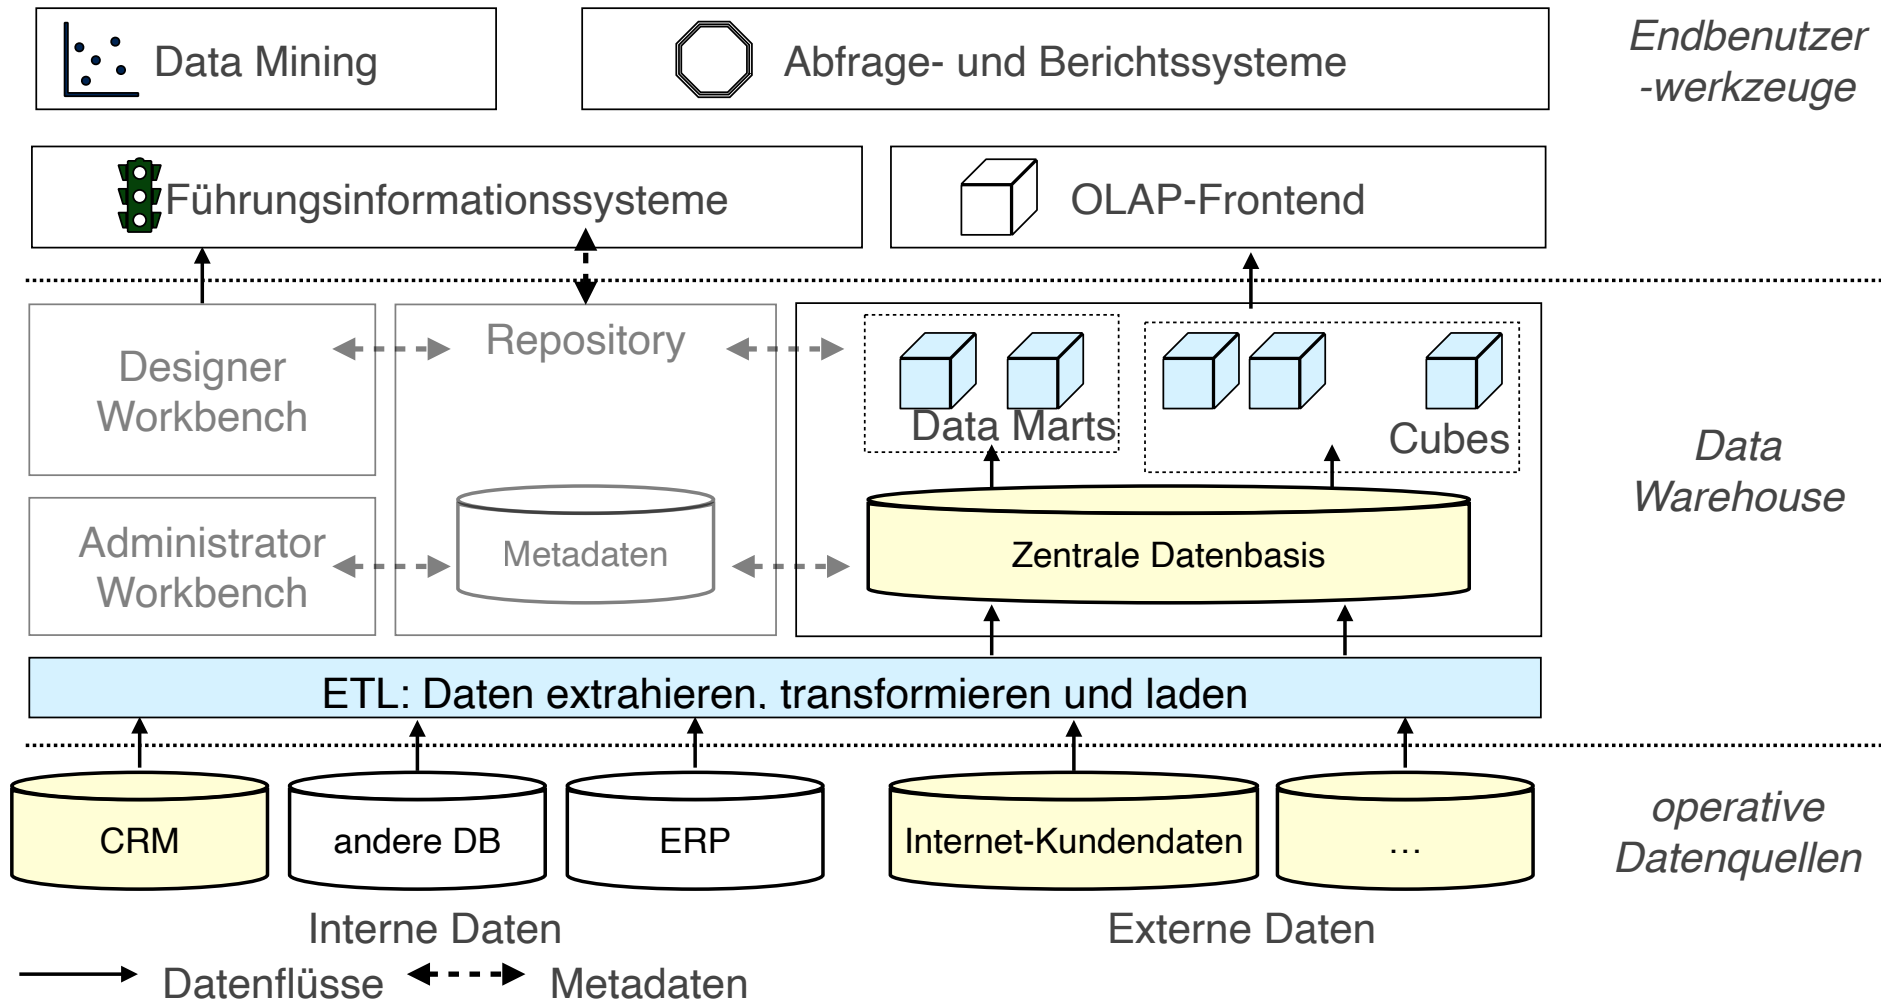 Data Mining
Abfrage- und Berichtssysteme
Endbenutzer
-werkzeuge
Führungsinformationssysteme
OLAP-Frontend
Designer
Workbench
Repository
Data Marts
Cubes
Data
Warehouse
Administrator
Workbench
Metadaten
Zentrale Datenbasis
ETL: Daten extrahieren, transformieren und laden
CRM
andere DB
ERP
Internet-Kundendaten
...
operative
Datenquellen
Interne Daten
Externe Daten
Datenflüsse
Metadaten